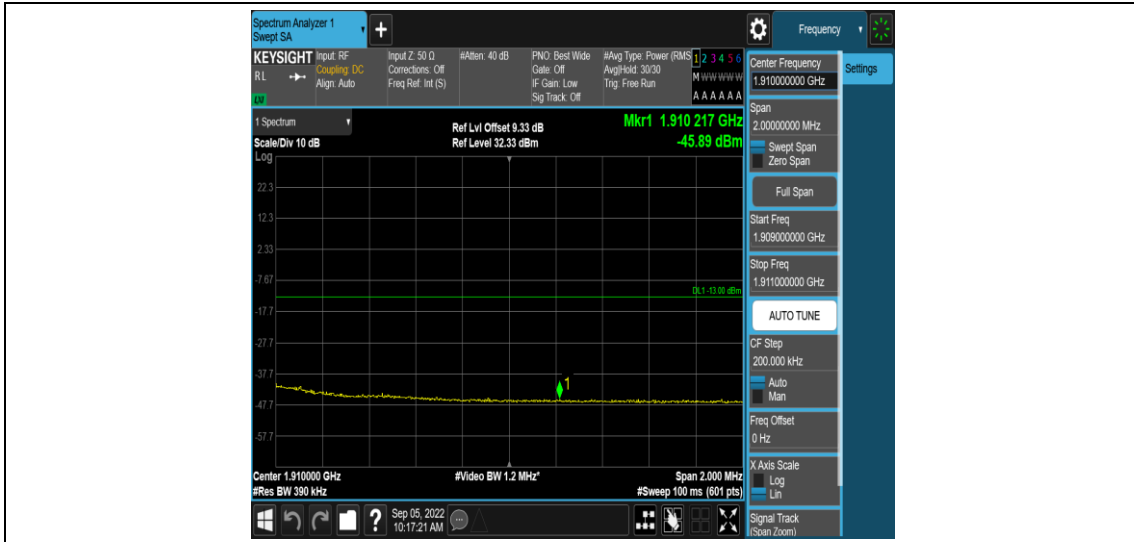 Spectrum Analyzer 1
Swept SA
Frequency
KEYSIGHT
RL
Input: RF
Coupling: DC
Align: Auto
Input Z: 50 Ω
Corrections: Off
Freq Ref: Int (S)
#Atten: 40 dB
PNO: Best Wide
Gate: Off
IF Gain: Low
Sig Track: Off
#Avg Type: Power (RMS
Avg|Hold: 30/30
Trig: Free Run
1 2 3 4 5 6
M W W W W W
A A A A A A
1 Spectrum
Scale/Div 10 dB
Log
Ref Lvl Offset 9.33 dB
Ref Level 32.33 dBm
Mkr1 1.910 217 GHz
-45.89 dBm
22.3
12.3
2.33
-7.67
DL1 -13.00 dBm
-17.7
-27.7
-37.7
1
-47.7
-57.7
Center 1.910000 GHz
#Res BW 390 kHz
#Video BW 1.2 MHz*
Span 2.000 MHz
#Sweep 100 ms (601 pts)
?
Sep 05, 2022
10:17:21 AM
Center Frequency
1.910000000 GHz
Settings
Span
2.00000000 MHz
Swept Span
Zero Span
Full Span
Start Freq
1.909000000 GHz
Stop Freq
1.911000000 GHz
AUTO TUNE
CF Step
200.000 kHz
Auto
Man
Freq Offset
0 Hz
X Axis Scale
Log
Lin
Signal Track
(Span Zoom)